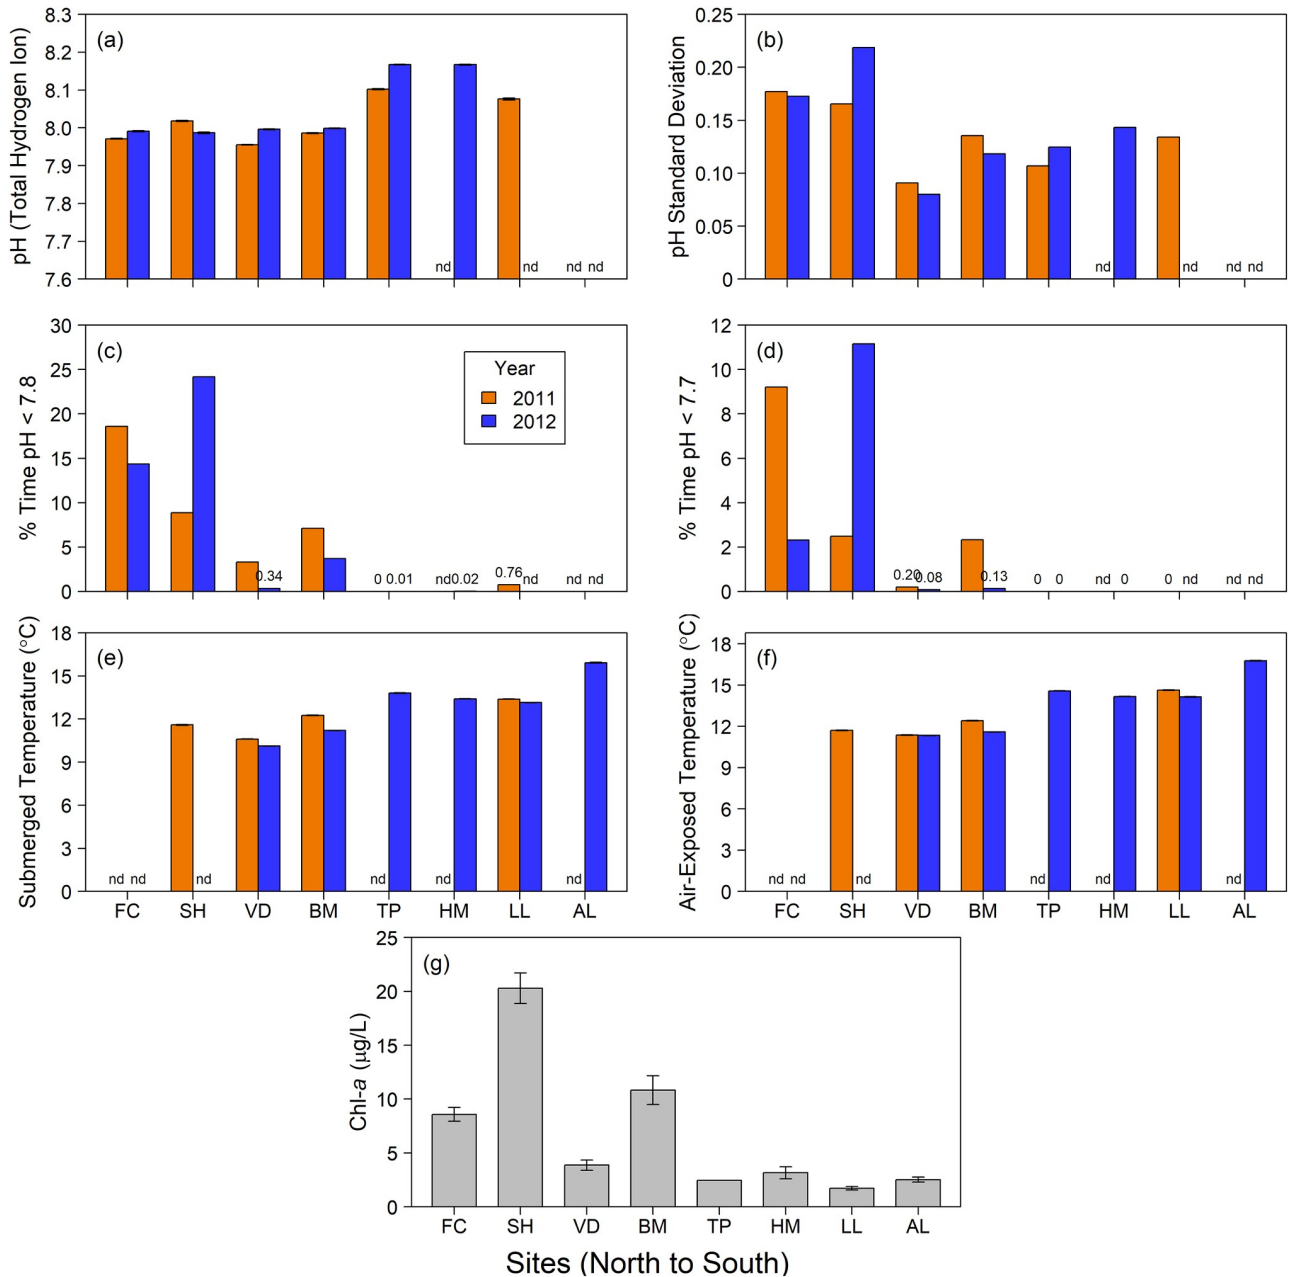 (a)
pH (Total Hydrogen Ion)
8.3
8.2
8.1
8.0
7.9
7.8
7.7
7.6
nd
nd
nd nd
(b)
pH Standard Deviation
0.25
0.20
0.15
0.10
0.05
0
nd
nd
nd nd
(c)
% Time pH < 7.8
30
25
20
15
10
5
0
Year
2011
2012
0.34
0 0.01
nd 0.02
0.76 nd
nd nd
(d)
% Time pH < 7.7
12
10
8
6
4
2
0
0.20 0.08
0.13
0 0
nd 0
0 nd
nd nd
(e)
Submerged Temperature (°C)
18
15
12
9
6
3
0
nd nd
nd
nd
nd
nd
FC SH VD BM TP HM LL AL
(f)
Air-Exposed Temperature (°C)
18
15
12
9
6
3
0
nd nd
nd
nd
nd
nd
FC SH VD BM TP HM LL AL
(g)
Chl-a (μg/L)
25
20
15
10
5
0
FC SH VD BM TP HM LL AL
Sites (North to South)